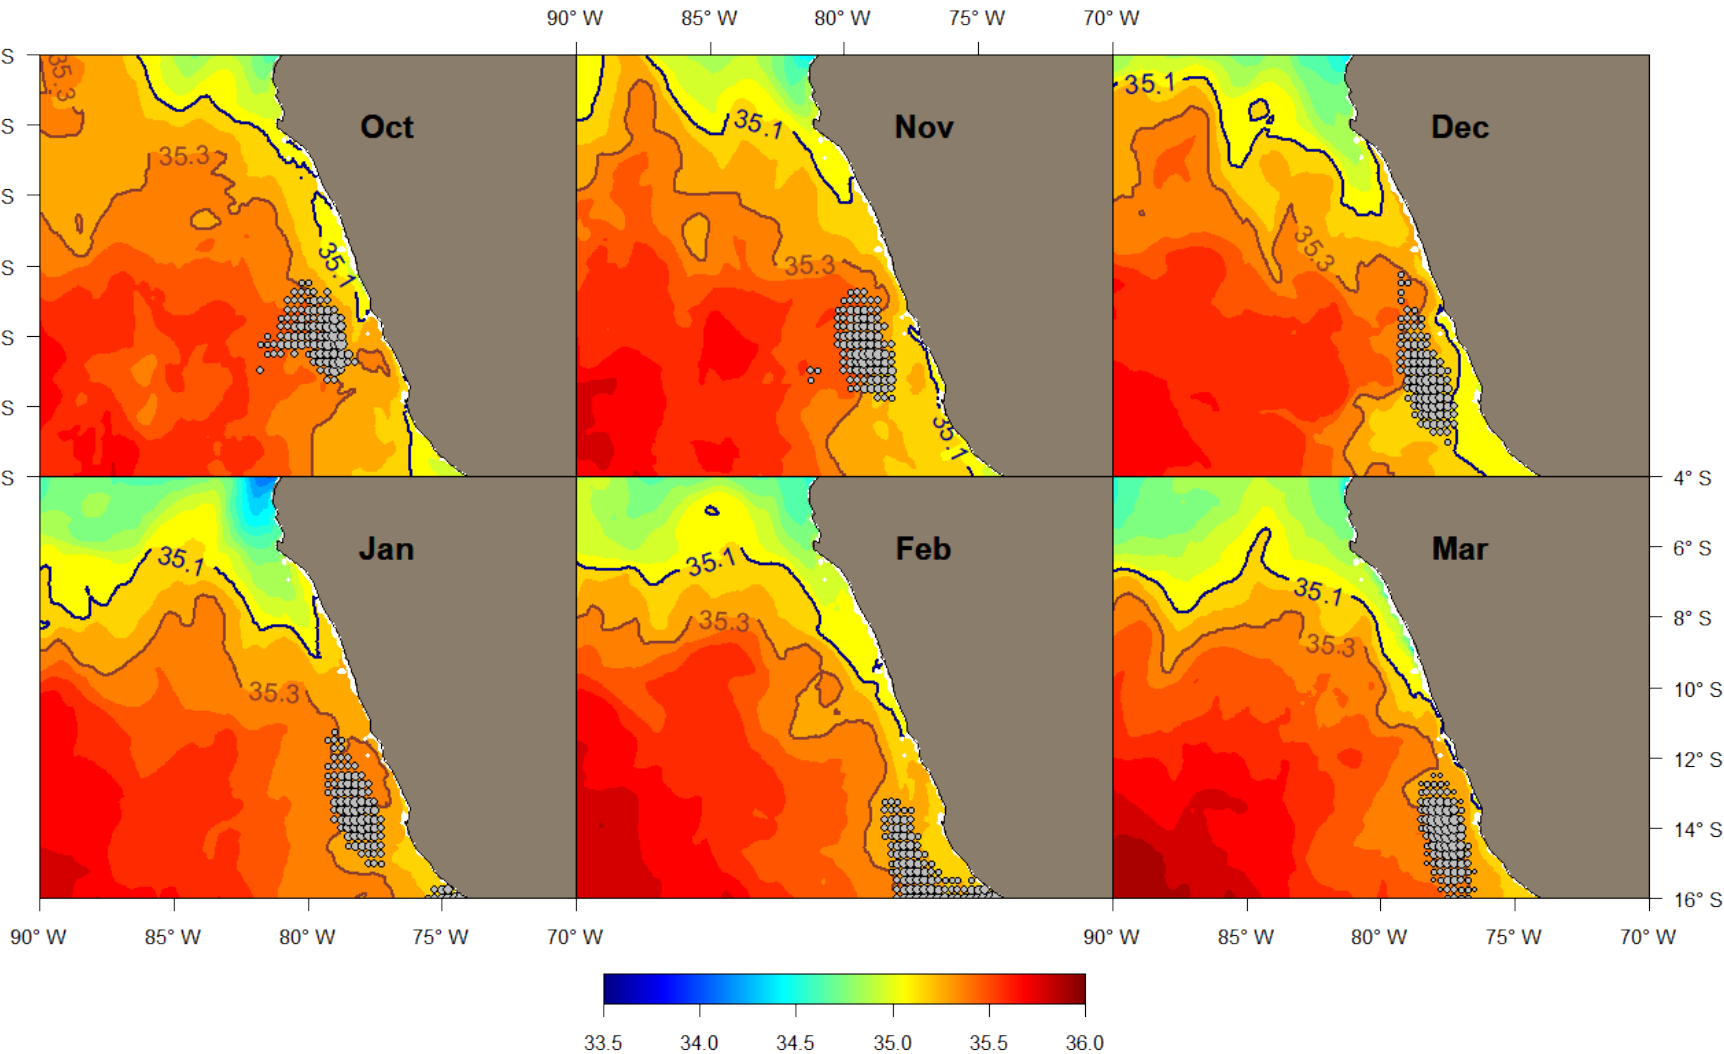 90° W 85° W 80° W 75° W 70° W
S
S
S
S
S
S
S
35.3
35.3
35.1
Oct
35.1
35.3
35.1
Nov
35.1
35.3
Dec
35.1
35.3
Jan
35.1
35.3
Feb
35.1
35.3
Mar
4° S
6° S
8° S
10° S
12° S
14° S
16° S
90° W 85° W 80° W 75° W 70° W 90° W 85° W 80° W 75° W 70° W
33.5 34.0 34.5 35.0 35.5 36.0